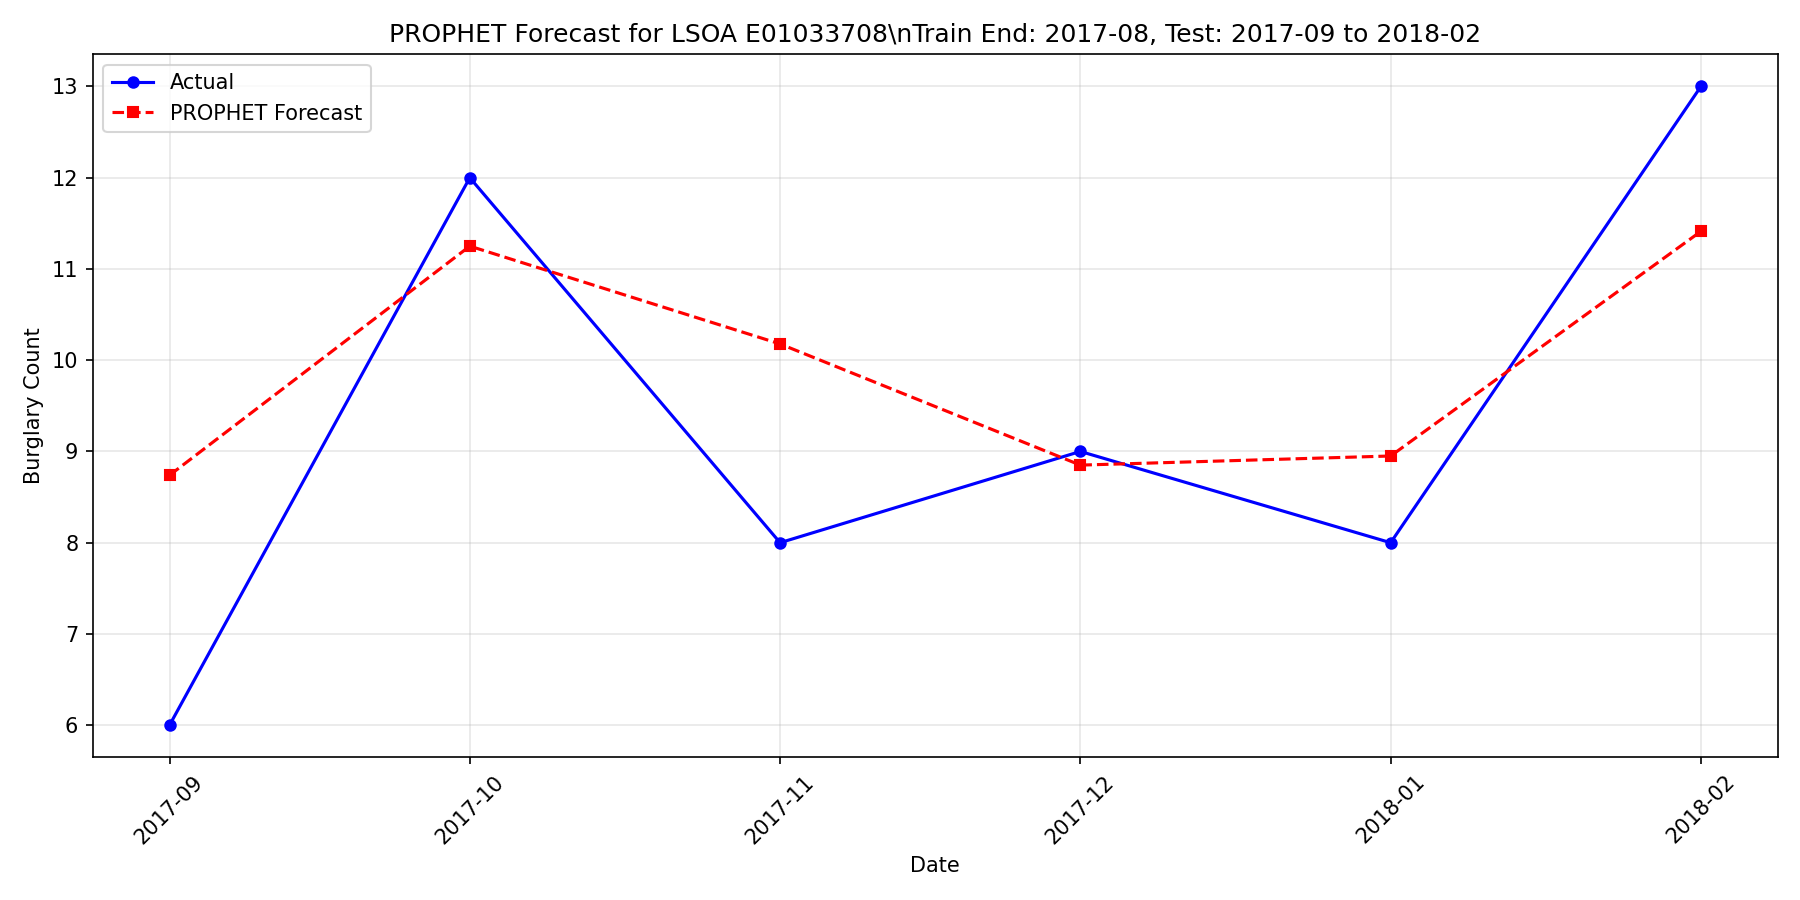 PROPHET Forecast for LSOA E01033708\nTrain End: 2017-08, Test: 2017-09 to 2018-02
Actual
PROPHET Forecast
Burglary Count
13
12
11
10
9
8
7
6
2017-09
2017-10
2017-11
2017-12
2018-01
2018-02
Date